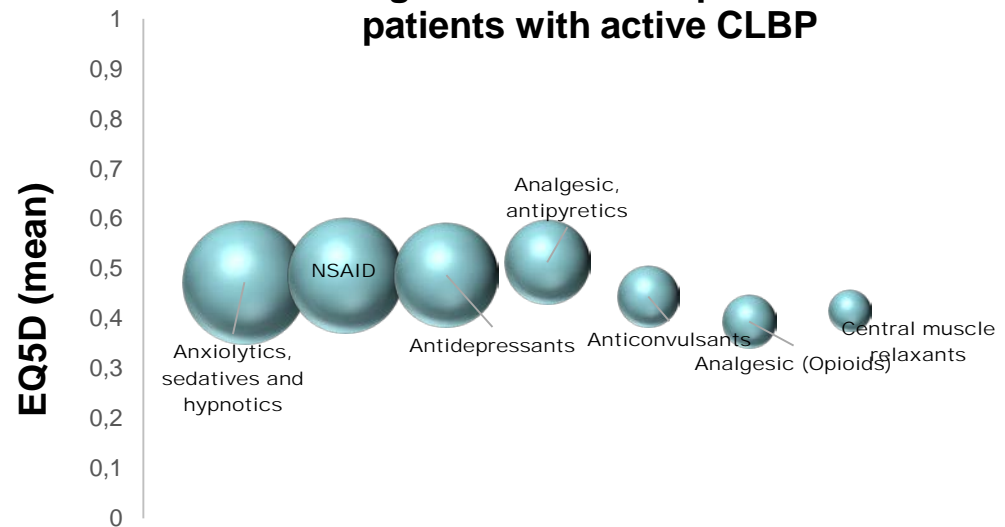 patients with active CLBP
1
0,9
0,8
0,7
0,6
0,5
0,4
0,3
0,2
0,1
0
EQ5D (mean)
Anxiolytics,
sedatives and
hypnotics
NSAID
Antidepressants
Analgesic,
antipyretics
Anticonvulsants
Analgesic (Opioids)
Central muscle
relaxants